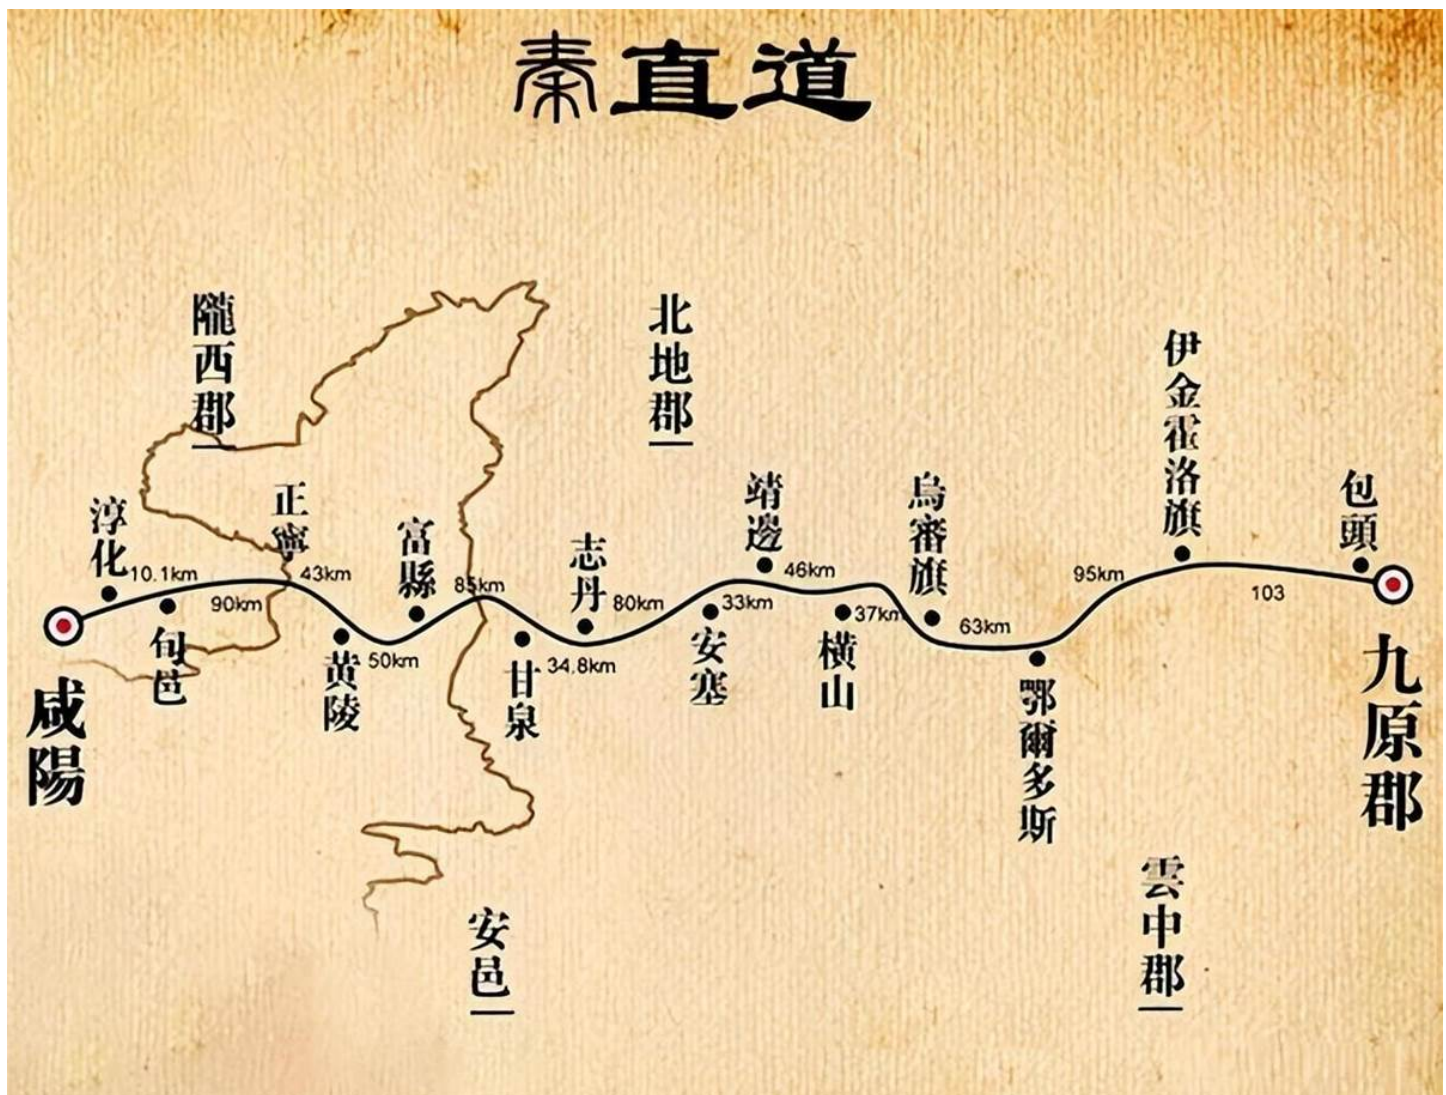 秦直道
隴西郡
北地郡
伊金霍洛旗
淳化
正寧
富縣
志丹
靖邊
烏審旗
包頭
10.1km
90km
43km
50km
85km
34.8km
80km
33km
46km
37km
63km
95km
103
咸陽
旬邑
黄陵
甘泉
安塞
橫山
鄂爾多斯
九原郡
安邑
雲中郡